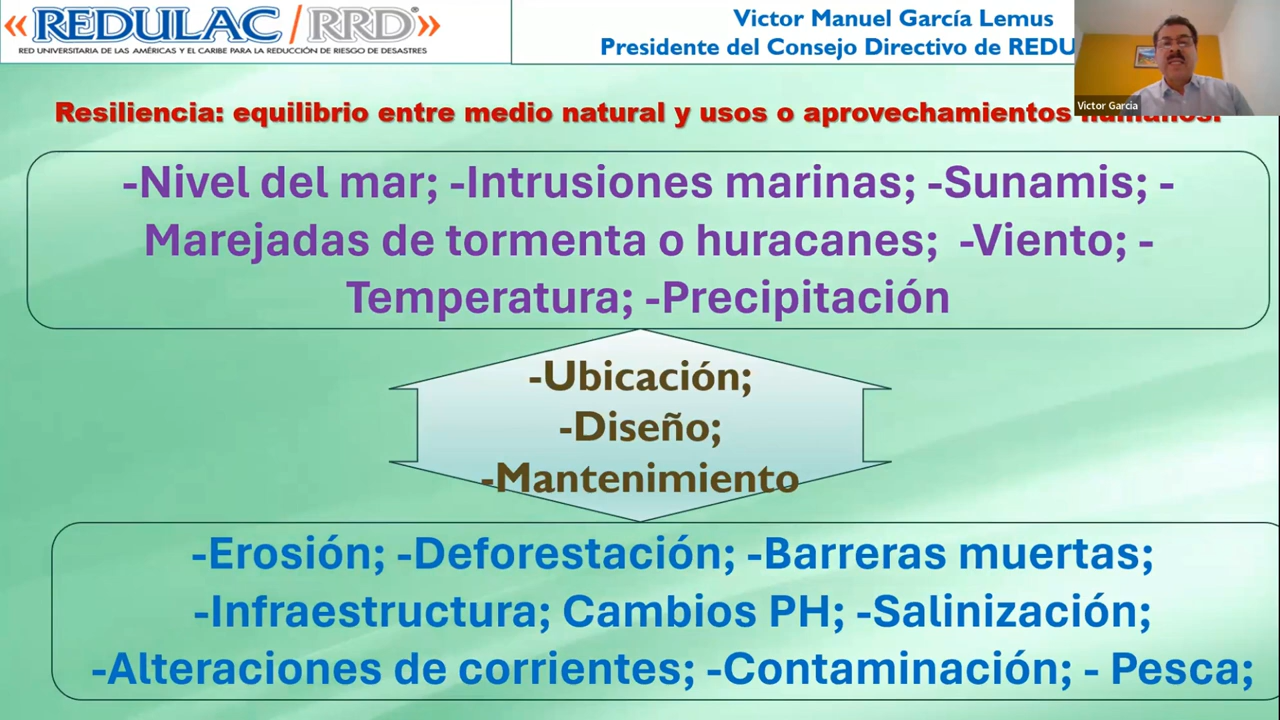 «REDULAC/RRD®»
RED UNIVERSITARIA DE LAS AMÉRICAS Y EL CARIBE PARA LA REDUCCIÓN DE RIESGO DE DESASTRES
Victor Manuel García Lemus
Presidente del Consejo Directivo de REDU
Victor Garcia
Resiliencia: equilibrio entre medio natural y usos o aprovechamientos
-Nivel del mar; -Intrusiones marinas; -Sunamis; -
Marejadas de tormenta o huracanes; -Viento; -
Temperatura; -Precipitación
-Ubicación;
-Diseño;
-Mantenimiento
-Erosión; -Deforestación; -Barreras muertas;
-Infraestructura; Cambios PH; -Salinización;
-Alteraciones de corrientes; -Contaminación; - Pesca;